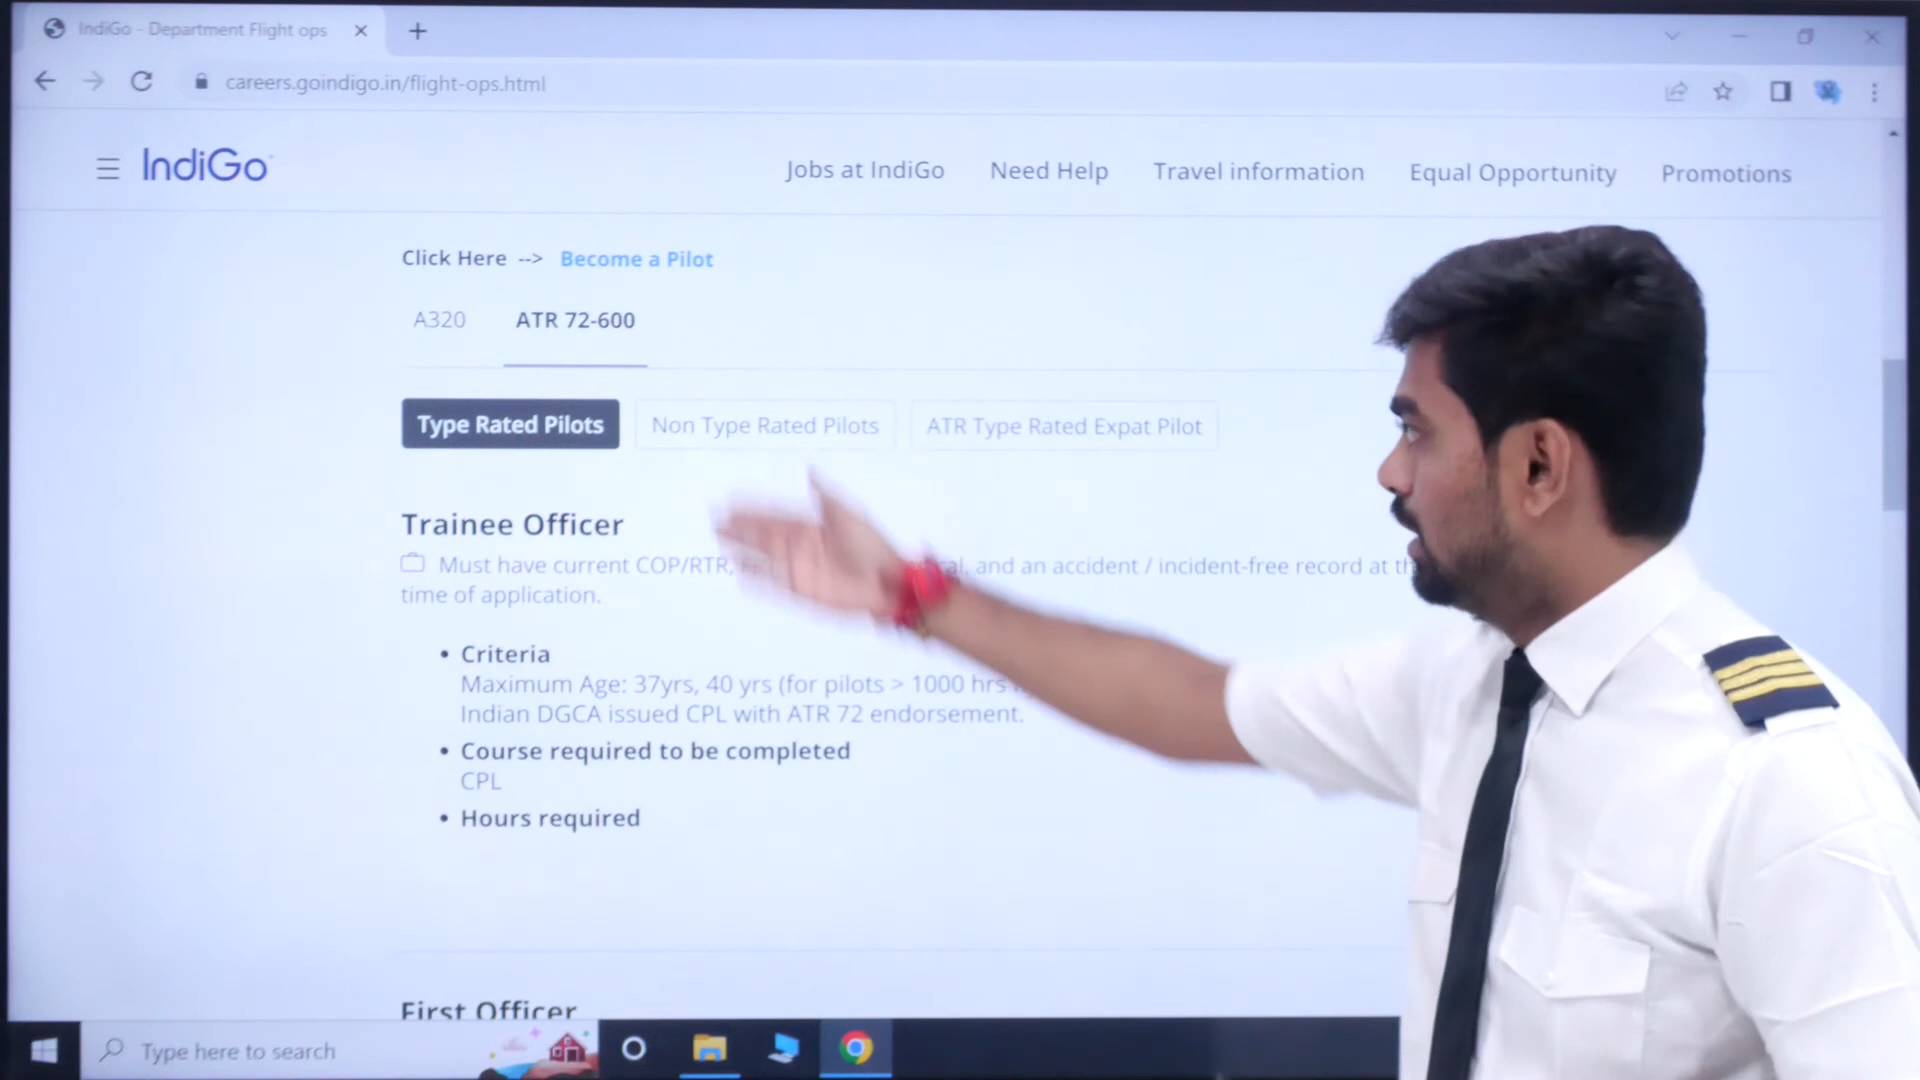 IndiGo - Department Flight ops
careers.goindigo.in/flight-ops.html
IndiGo
Jobs at IndiGo Need Help Travel information Equal Opportunity Promotions
Click Here --> Become a Pilot
A320 ATR 72-600
Type Rated Pilots Non Type Rated Pilots ATR Type Rated Expat Pilot
Trainee Officer
Must have current COP/RTR, and an accident / incident-free record at
time of application.
• Criteria
Maximum Age: 37yrs, 40 yrs (for pilots > 1000 hrs
Indian DGCA issued CPL with ATR 72 endorsement.
• Course required to be completed
CPL
• Hours required
First Officer
Type here to search